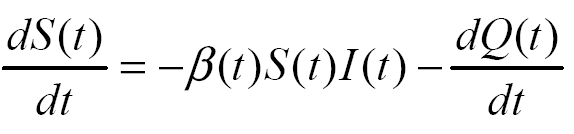 dS(t)/dt = -β(t)S(t)I(t) - dQ(t)/dt